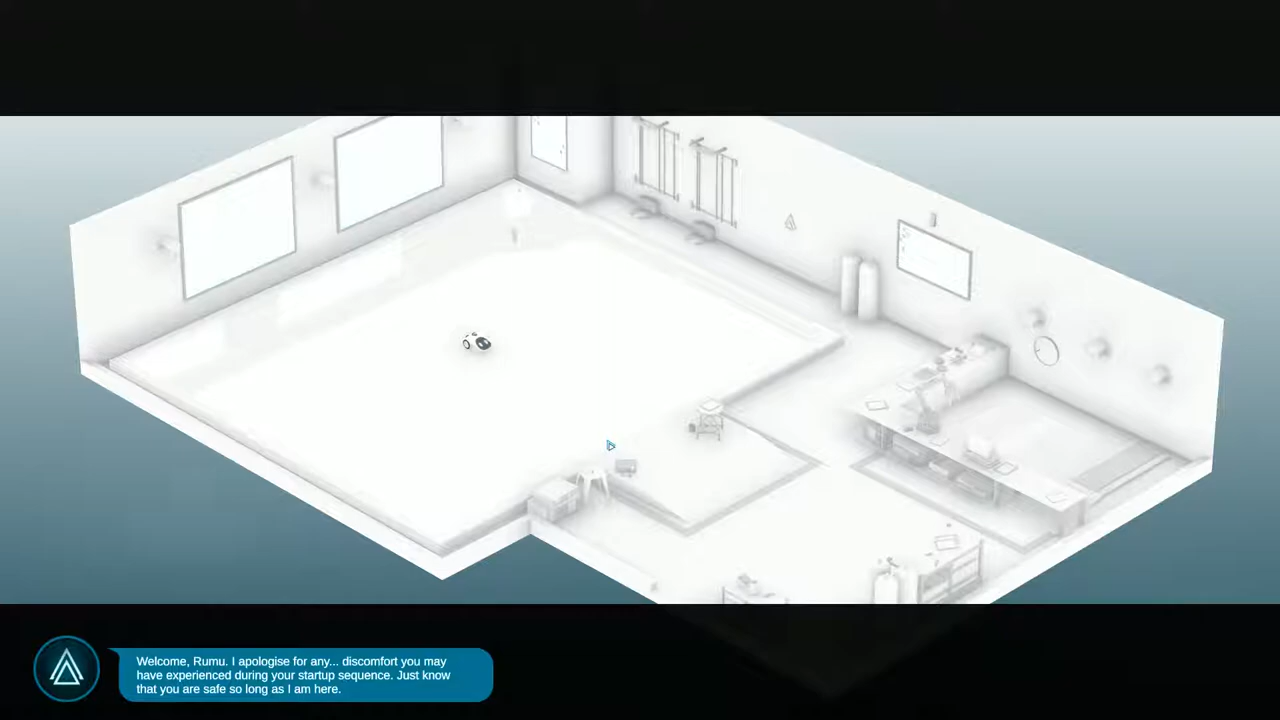 Welcome, Rumu. I apologise for any... discomfort you may
have experienced during your startup sequence. Just know
that you are safe so long as I am here.